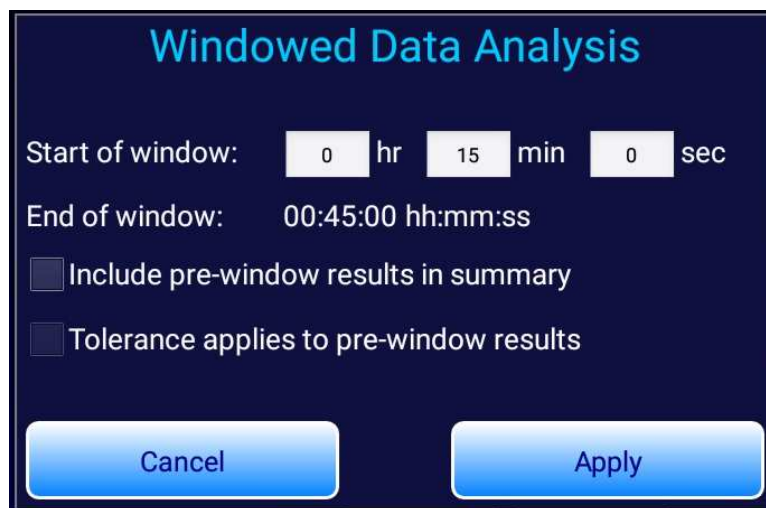 Windowed Data Analysis
Start of window: 0 hr 15 min 0 sec
End of window: 00:45:00 hh:mm:ss
Include pre-window results in summary
Tolerance applies to pre-window results
Cancel Apply